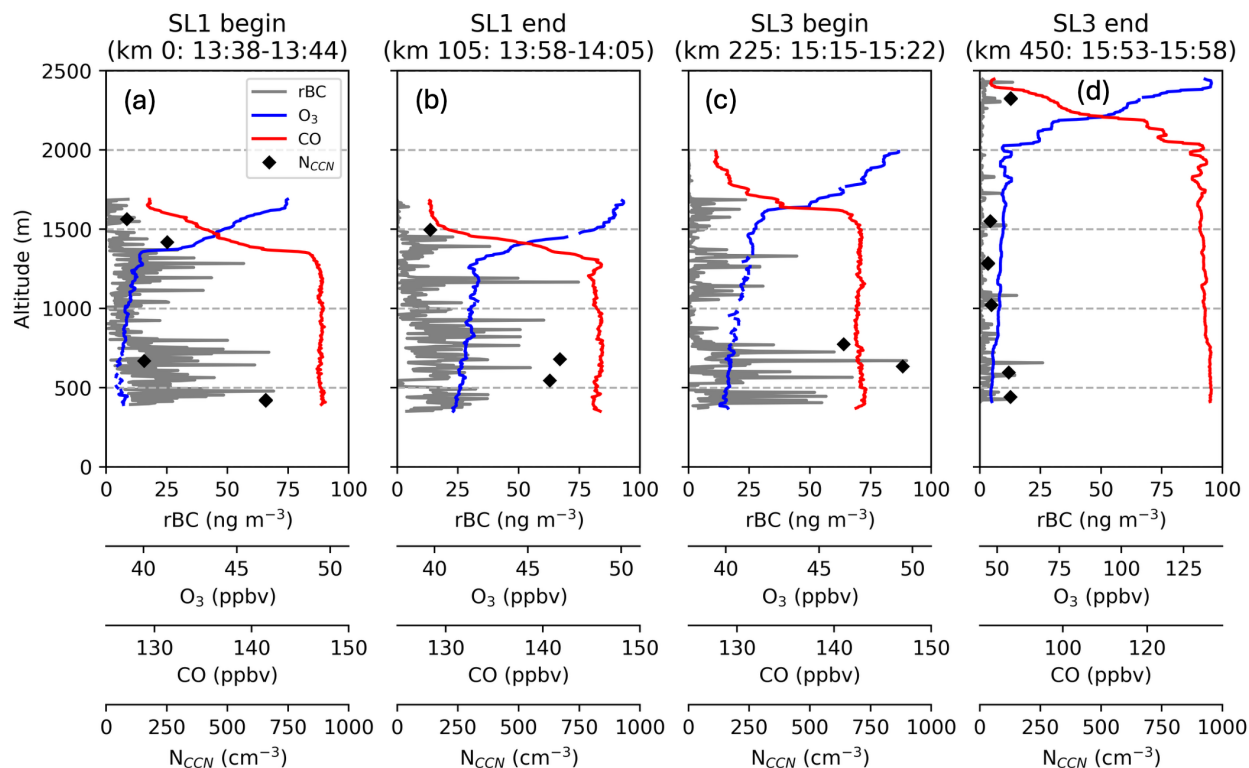 SL1 begin
(km 0: 13:38-13:44)
SL1 end
(km 105: 13:58-14:05)
SL3 begin
(km 225: 15:15-15:22)
SL3 end
(km 450: 15:53-15:58)
Altitude (m)
2500
2000
1500
1000
500
0
(a)
rBC
O₃
CO
N_CCN
(b)
(c)
(d)
0 25 50 75 100
rBC (ng m⁻³)
0 25 50 75 100
rBC (ng m⁻³)
0 25 50 75 100
rBC (ng m⁻³)
0 25 50 75 100
rBC (ng m⁻³)
40 45 50
O₃ (ppbv)
40 45 50
O₃ (ppbv)
40 45 50
O₃ (ppbv)
50 75 100 125
O₃ (ppbv)
130 140 150
CO (ppbv)
130 140 150
CO (ppbv)
130 140 150
CO (ppbv)
100 120
CO (ppbv)
0 250 500 750 1000
N_CCN (cm⁻³)
0 250 500 750 1000
N_CCN (cm⁻³)
0 250 500 750 1000
N_CCN (cm⁻³)
0 250 500 750 1000
N_CCN (cm⁻³)